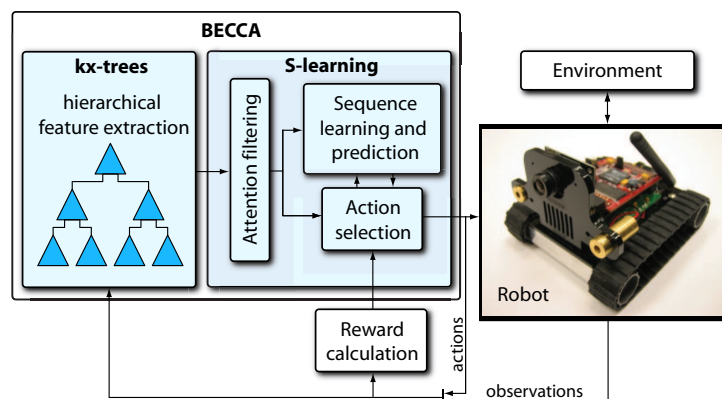 BECCA
kx-trees
hierarchical
feature extraction
S-learning
Attention filtering
Sequence
learning and
prediction
Action
selection
Environment
Robot
Reward
calculation
actions
observations